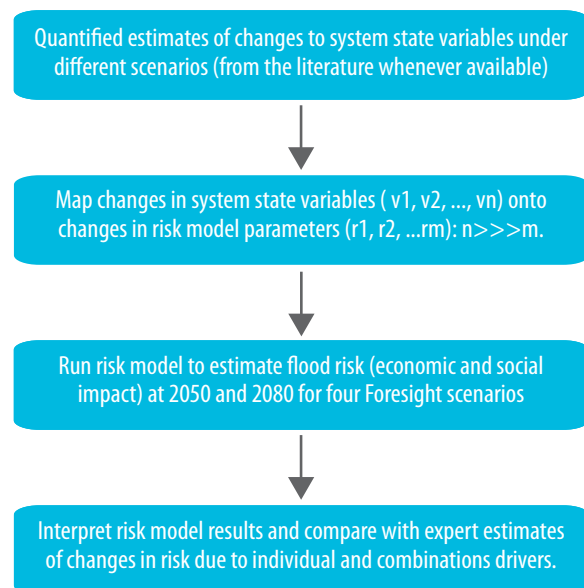 Quantified estimates of changes to system state variables under
different scenarios (from the literature whenever available)
Map changes in system state variables ( v1, v2, ..., vn) onto
changes in risk model parameters (r1, r2, ...rm): n>>>m.
Run risk model to estimate flood risk (economic and social
impact) at 2050 and 2080 for four Foresight scenarios
Interpret risk model results and compare with expert estimates
of changes in risk due to individual and combinations drivers.